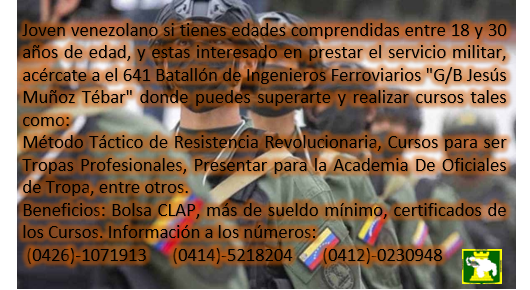 Joven venezolano si tienes edades comprendidas entre 18 y 30
años de edad, y estas interesado en prestar el servicio militar,
acércate a el 641 Batallón de Ingenieros Ferroviarios "G/B Jesús
Muñoz Tébar" donde puedes superarte y realizar cursos tales
como:
Método Táctico de Resistencia Revolucionaria, Cursos para ser
Tropas Profesionales, Presentar para la Academia De Oficiales
de Tropa, entre otros.
Beneficios: Bolsa CLAP, más de sueldo mínimo, certificados de
los Cursos. Información a los números:
(0426)-1071913 (0414)-5218204 (0412)-0230948